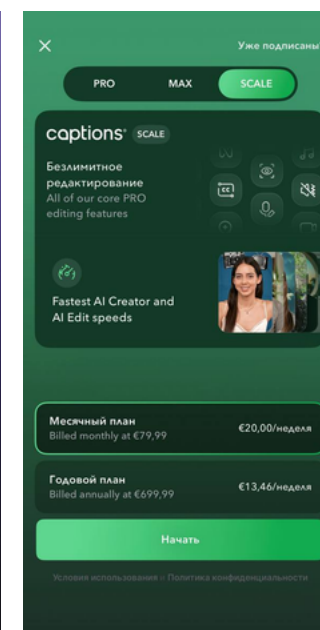 Уже подписаны
PRO MAX SCALE
captions SCALE
Безлимитное
редактирование
All of our core PRO
editing features
Fastest AI Creator and
AI Edit speeds
Месячный план
Billed monthly at €79,99
€20,00/неделя
Годовой план
Billed annually at €699,99
€13,46/неделя
Начать
Условия использования и Политика конфиденциальности